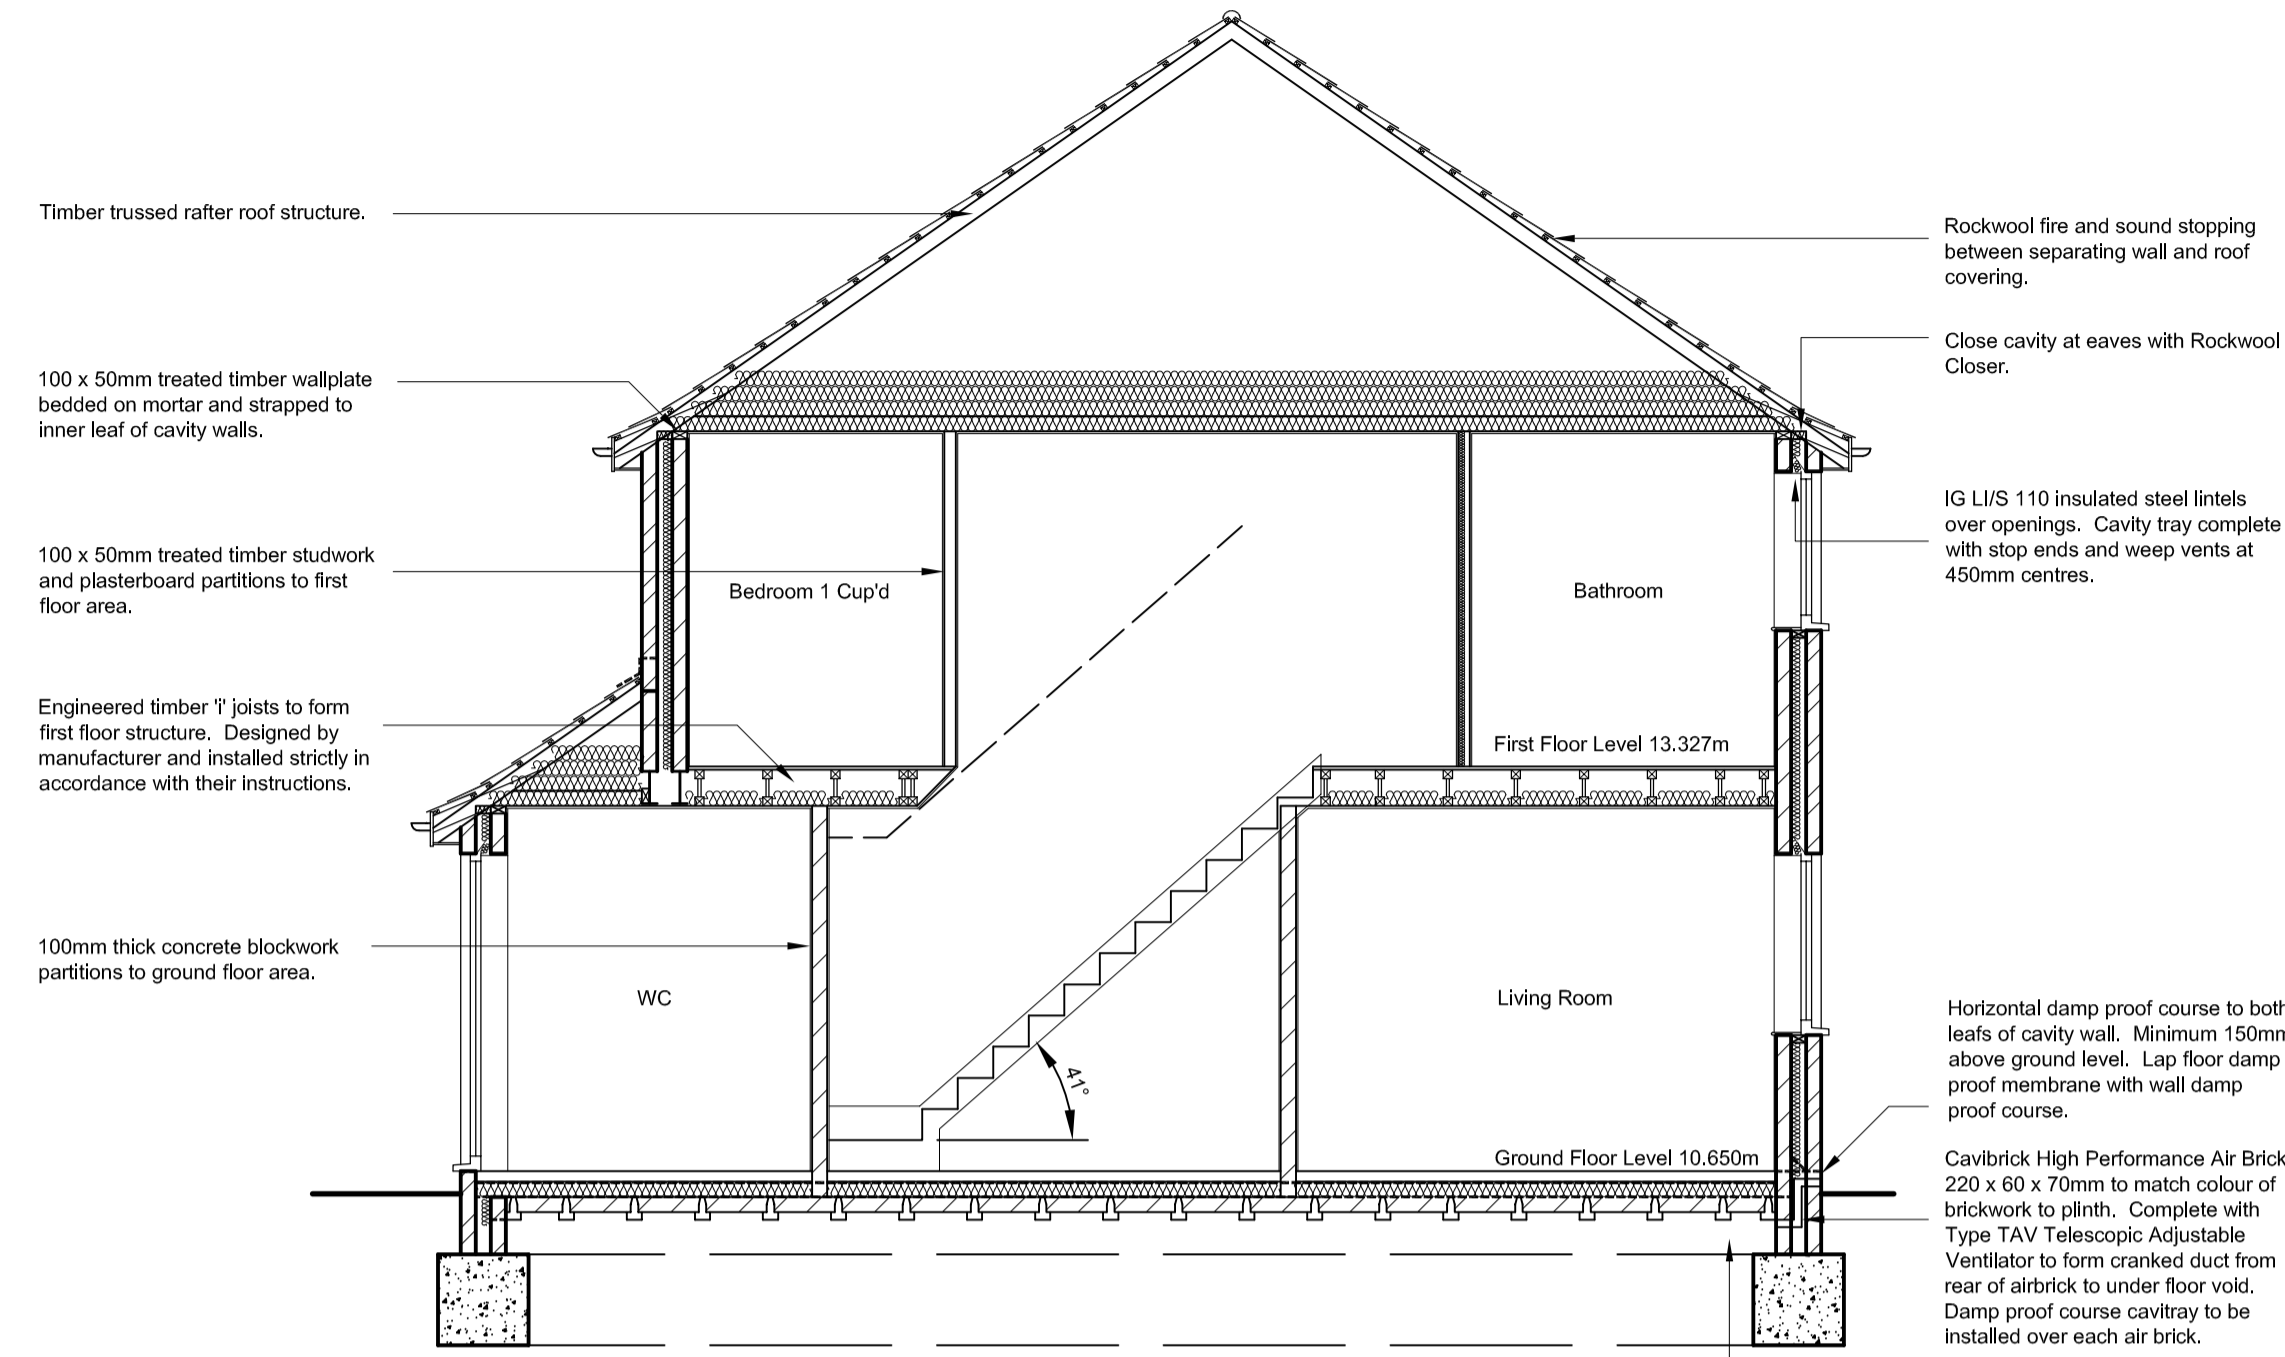 Timber trussed rafter roof structure.
100 x 50mm treated timber wallplate
bedded on mortar and strapped to
inner leaf of cavity walls.
100 x 50mm treated timber studwork
and plasterboard partitions to first
floor area.
Engineered timber 'i' joists to form
first floor structure.  Designed by
manufacturer and installed strictly in
accordance with their instructions.
100mm thick concrete blockwork
partitions to ground floor area.
Bedroom 1 Cup'd
Bathroom
First Floor Level 13.327m
WC
Living Room
41°
Ground Floor Level 10.650m
Rockwool fire and sound stopping
between separating wall and roof
covering.
Close cavity at eaves with Rockwool
Closer.
IG LI/S 110 insulated steel lintels
over openings.  Cavity tray complete
with stop ends and weep vents at
450mm centres.
Horizontal damp proof course to both
leafs of cavity wall.  Minimum 150mm
above ground level.  Lap floor damp
proof membrane with wall damp
proof course.
Cavibrick High Performance Air Brick
220 x 60 x 70mm to match colour of
brickwork to plinth.  Complete with
Type TAV Telescopic Adjustable
Ventilator to form cranked duct from
rear of airbrick to under floor void.
Damp proof course cavitray to be
installed over each air brick.